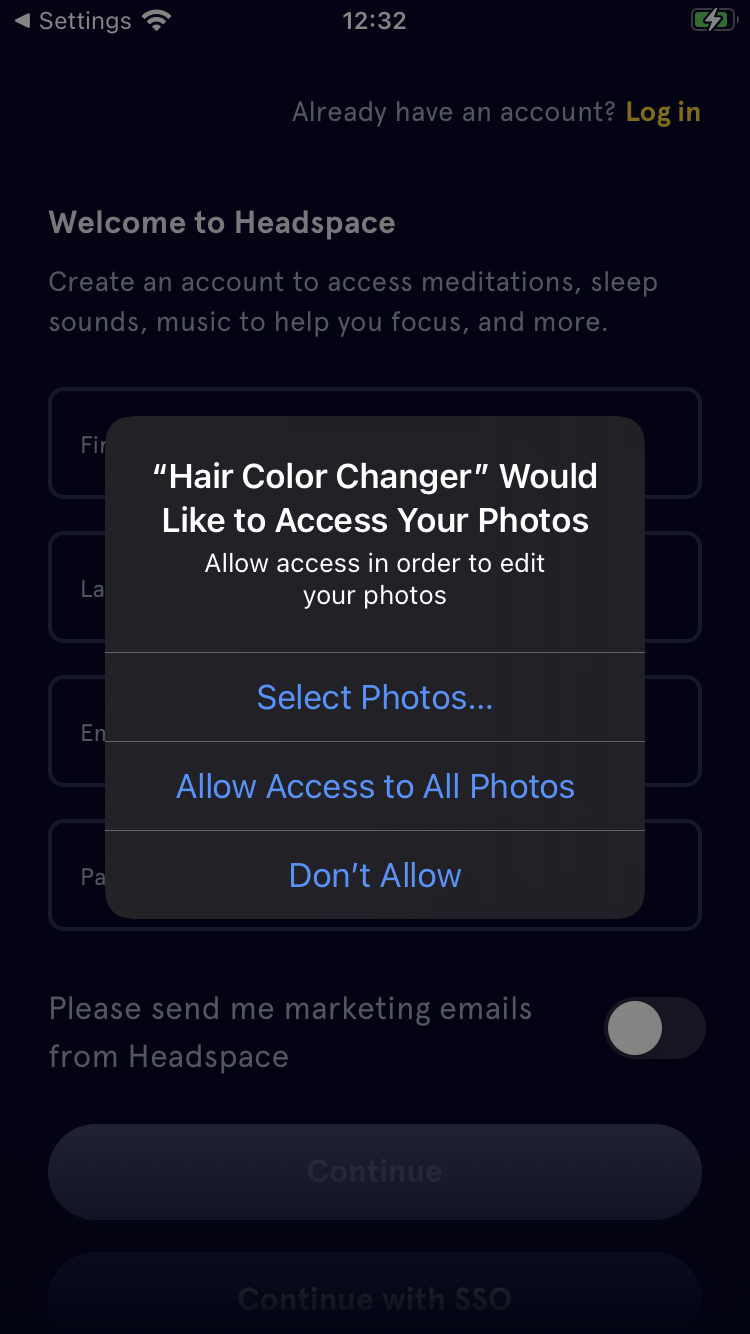 Settings
12:32
Already have an account? Log in
Welcome to Headspace
Create an account to access meditations, sleep
sounds, music to help you focus, and more.
Fir
“Hair Color Changer” Would
Like to Access Your Photos
La
Allow access in order to edit
your photos
Select Photos...
Em
Allow Access to All Photos
Pa
Don’t Allow
Please send me marketing emails
from Headspace
Continue
Continue with SSO